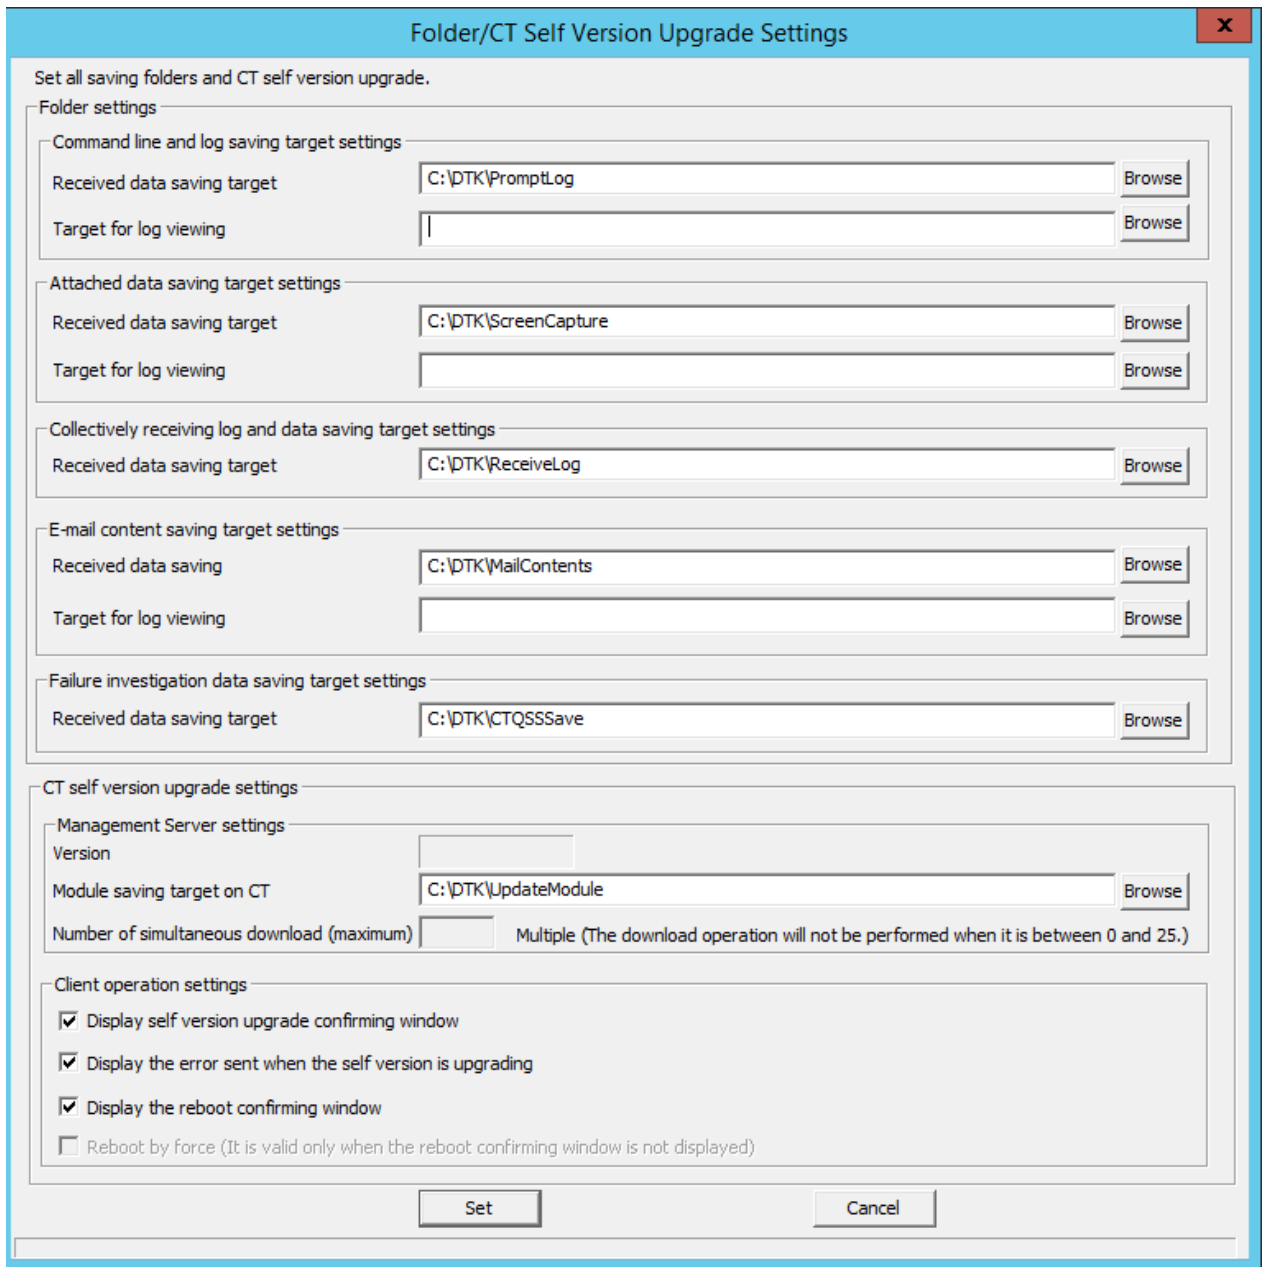 Folder/CT Self Version Upgrade Settings
x
Set all saving folders and CT self version upgrade.
Folder settings
Command line and log saving target settings
Received data saving target C:\DTK\PromptLog Browse
Target for log viewing Browse
Attached data saving target settings
Received data saving target C:\DTK\ScreenCapture Browse
Target for log viewing Browse
Collectively receiving log and data saving target settings
Received data saving target C:\DTK\ReceiveLog Browse
E-mail content saving target settings
Received data saving C:\DTK\MailContents Browse
Target for log viewing Browse
Failure investigation data saving target settings
Received data saving target C:\DTK\CTQSSSave Browse
CT self version upgrade settings
Management Server settings
Version
Module saving target on CT C:\DTK\UpdateModule Browse
Number of simultaneous download (maximum) Multiple (The download operation will not be performed when it is between 0 and 25.)
Client operation settings
Display self version upgrade confirming window
Display the error sent when the self version is upgrading
Display the reboot confirming window
Reboot by force (It is valid only when the reboot confirming window is not displayed)
Set Cancel